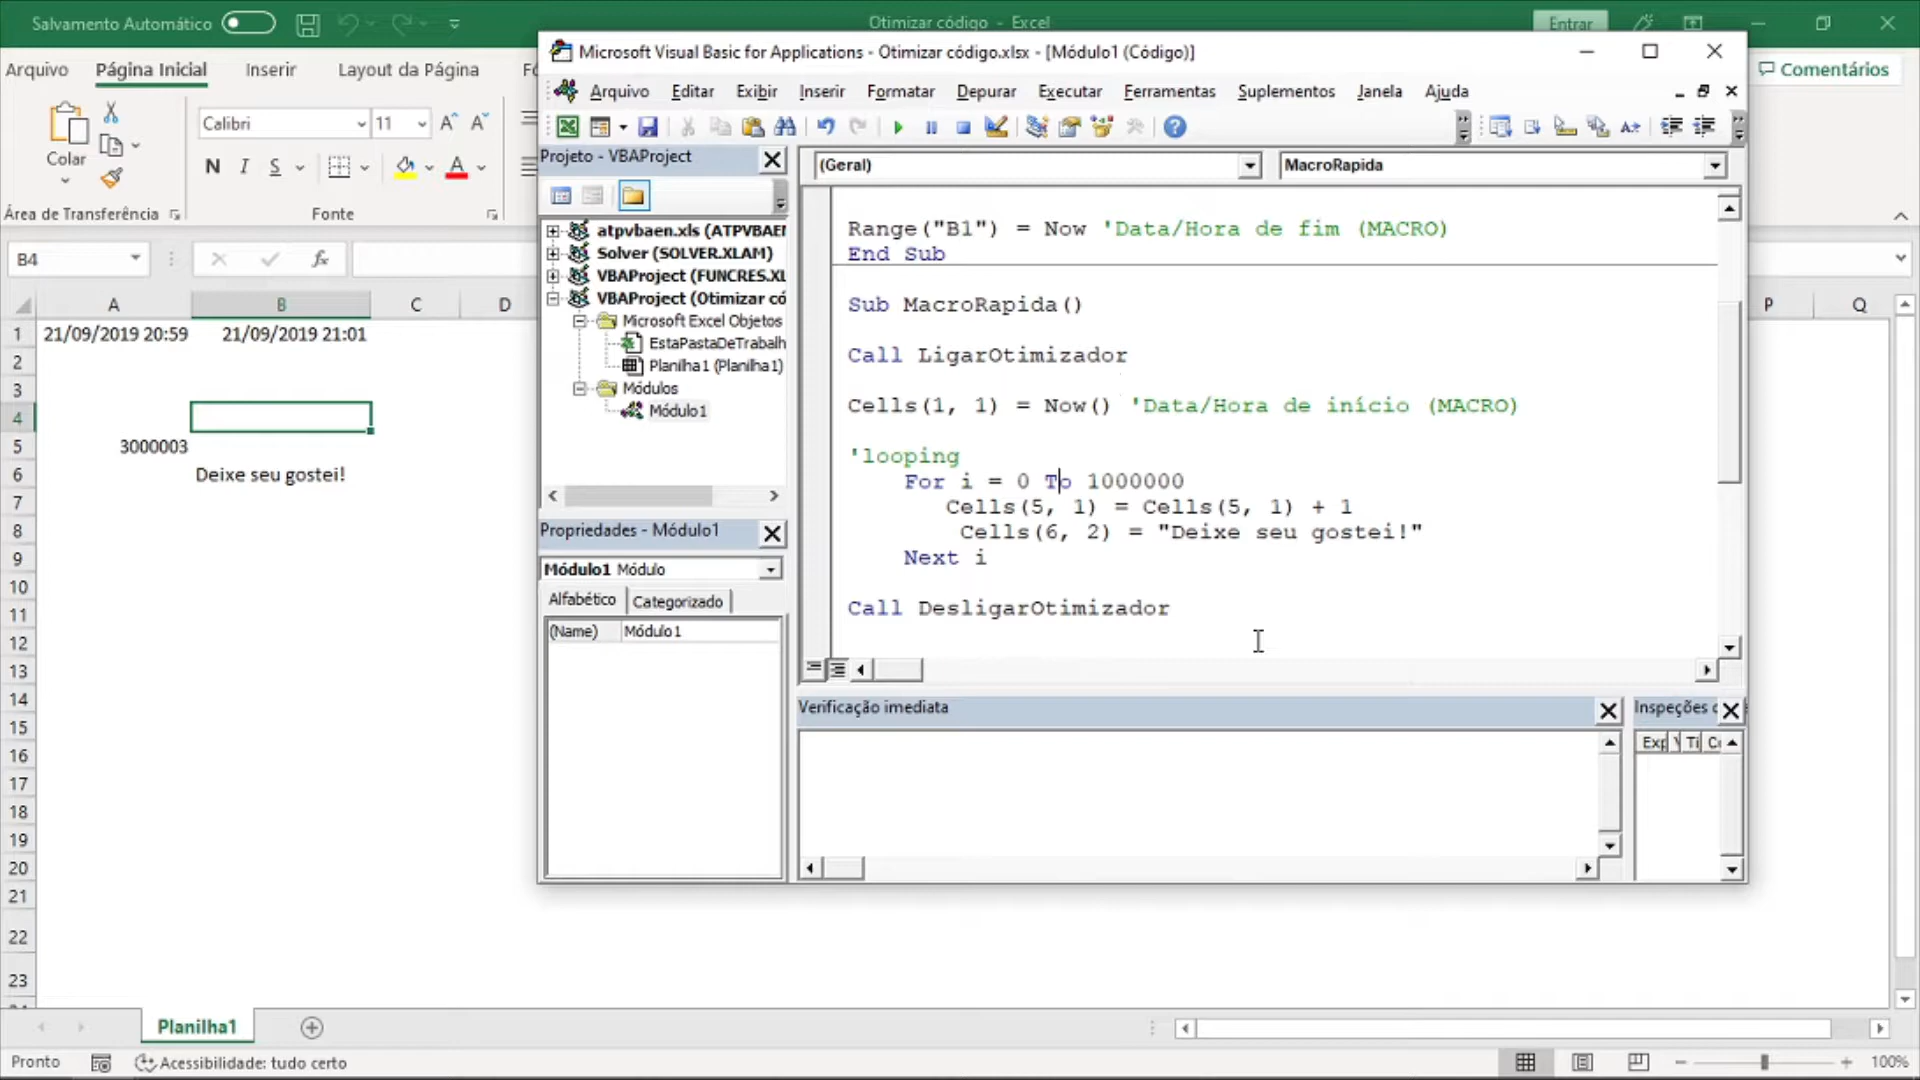 Salvamento Automático
Otimizar código - Excel
Entrar
Arquivo
Página Inicial
Inserir
Layout da Página
Comentários
Colar
Calibri
11
N
I
S
Área de Transferência
Fonte
B4
fx
A B C D P Q
1 21/09/2019 20:59 21/09/2019 21:01
2
3
4
5 3000003
6 Deixe seu gostei!
7
8
9
10
11
12
13
14
15
16
17
18
19
20
21
22
23
Microsoft Visual Basic for Applications - Otimizar código.xlsx - [Módulo1 (Código)]
Arquivo Editar Exibir Inserir Formatar Depurar Executar Ferramentas Suplementos Janela Ajuda
Projeto - VBAProject
atpvbaen.xls (ATPVBAEN
Solver (SOLVER.XLAM)
VBAProject (FUNCRES.XL
VBAProject (Otimizar có
Microsoft Excel Objetos
EstaPastaDeTrabalh
Planilha1 (Planilha1)
Módulos
Módulo1
Propriedades - Módulo1
Módulo1 Módulo
Alfabético Categorizado
(Name) Módulo1
(Geral)
MacroRapida
Range("B1") = Now 'Data/Hora de fim (MACRO)
End Sub
Sub MacroRapida()
Call LigarOtimizador
Cells(1, 1) = Now() 'Data/Hora de início (MACRO)
'looping
For i = 0 To 1000000
Cells(5, 1) = Cells(5, 1) + 1
Cells(6, 2) = "Deixe seu gostei!"
Next i
Call DesligarOtimizador
Verificação imediata
Inspeções
Exp Ti
Planilha1
Pronto
Acessibilidade: tudo certo
100%